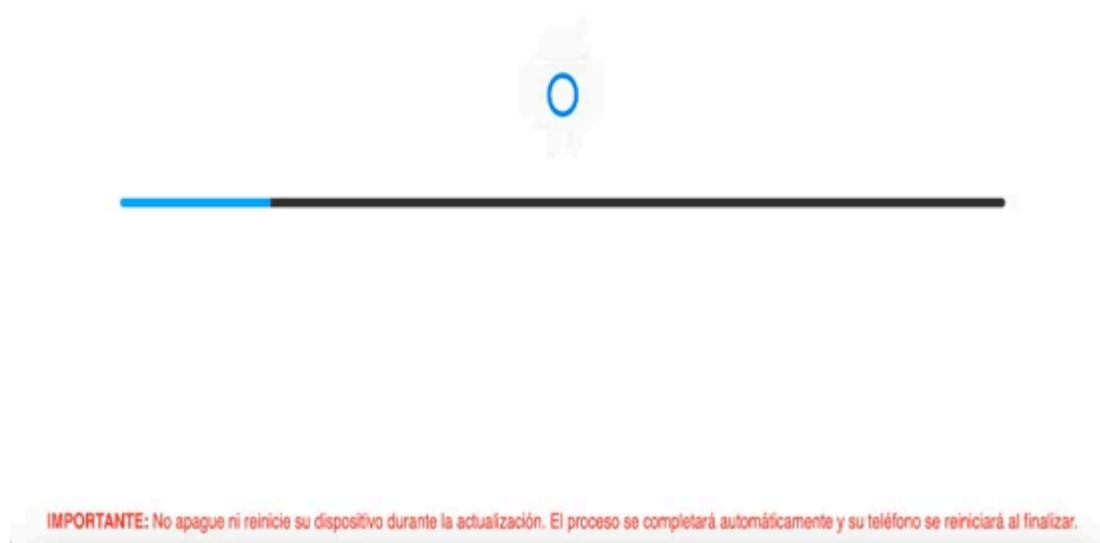 IMPORTANTE: No apague ni reinicie su dispositivo durante la actualización. El proceso se completará automáticamente y su teléfono se reiniciará al finalizar.